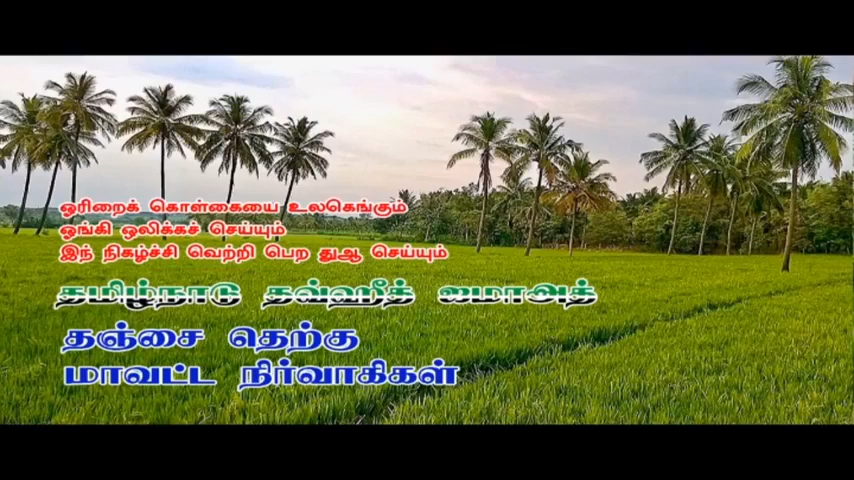 ஓரிறைக் கொள்கையை உலகெங்கும்
ஓங்கி ஒலிக்கச் செய்யும்
இந் நிகழ்ச்சி வெற்றி பெற துஆ செய்யும்
தமிழ்நாடு தவ்ஹீத் ஜமாஅத்
தஞ்சை தெற்கு
மாவட்ட நிர்வாகிகள்